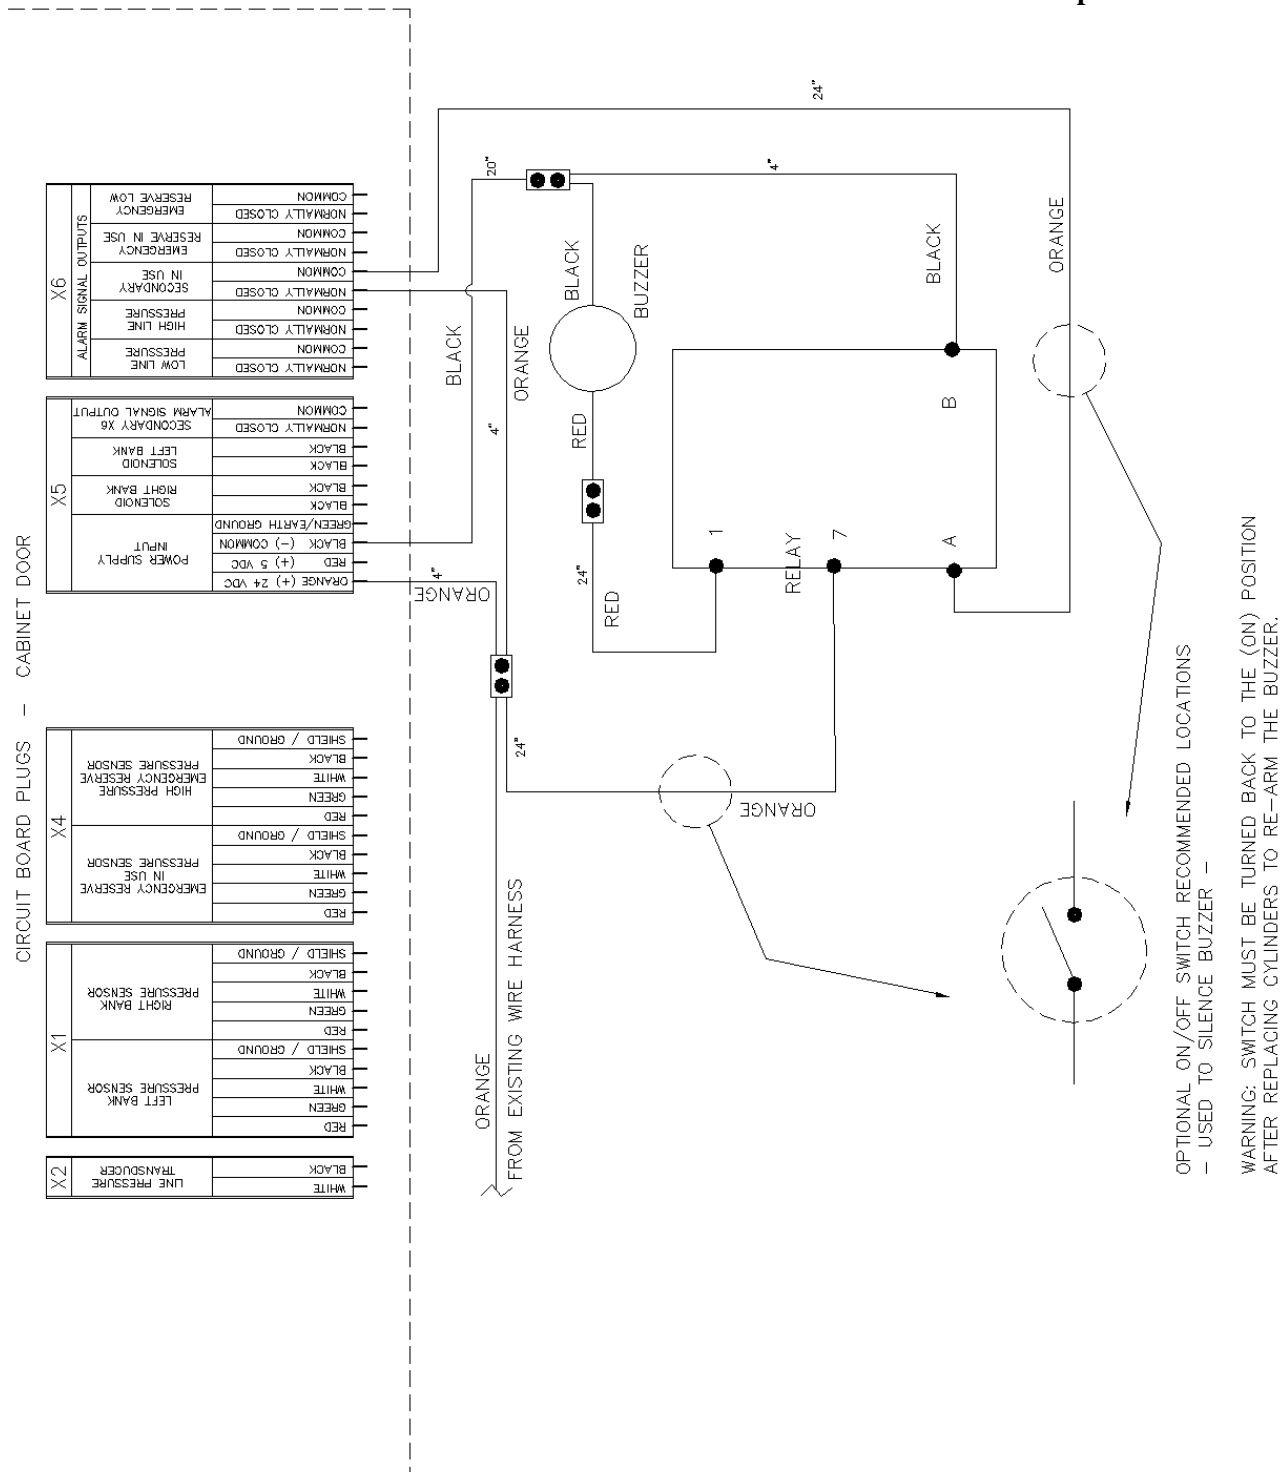 CIRCUIT BOARD PLUGS - CABINET DOOR
X6
ALARM SIGNAL OUTPUTS
EMERGENCY
RESERVE LOW
COMMON
NORMALLY CLOSED
EMERGENCY
RESERVE IN USE
COMMON
NORMALLY CLOSED
SECONDARY
IN USE
COMMON
NORMALLY CLOSED
HIGH LINE
PRESSURE
COMMON
NORMALLY CLOSED
LOW LINE
PRESSURE
COMMON
NORMALLY CLOSED
X5
SECONDARY X6
ALARM SIGNAL OUTPUT
COMMON
NORMALLY CLOSED
SOLENOID
LEFT BANK
BLACK
BLACK
SOLENOID
RIGHT BANK
BLACK
BLACK
POWER SUPPLY
INPUT
GREEN/EARTH GROUND
BLACK (-) COMMON
RED (+) 5 VDC
ORANGE (+) 24 VDC
X4
HIGH PRESSURE
EMERGENCY RESERVE
PRESSURE SENSOR
SHIELD / GROUND
BLACK
WHITE
GREEN
RED
EMERGENCY RESERVE
IN USE
PRESSURE SENSOR
SHIELD / GROUND
BLACK
WHITE
GREEN
RED
X1
RIGHT BANK
PRESSURE SENSOR
SHIELD / GROUND
BLACK
WHITE
GREEN
RED
LEFT BANK
PRESSURE SENSOR
SHIELD / GROUND
BLACK
WHITE
GREEN
RED
X2
LINE PRESSURE
TRANSDUCER
BLACK
WHITE
24"
20"
4"
BLACK
ORANGE
4"
BLACK
BUZZER
RED
24"
RED
BLACK
ORANGE
B
1
RELAY
7
A
4"
ORANGE
24"
ORANGE
ORANGE
FROM EXISTING WIRE HARNESS
OPTIONAL ON/OFF SWITCH RECOMMENDED LOCATIONS
- USED TO SILENCE BUZZER -
WARNING: SWITCH MUST BE TURNED BACK TO THE (ON) POSITION
AFTER REPLACING CYLINDERS TO RE-ARM THE BUZZER.